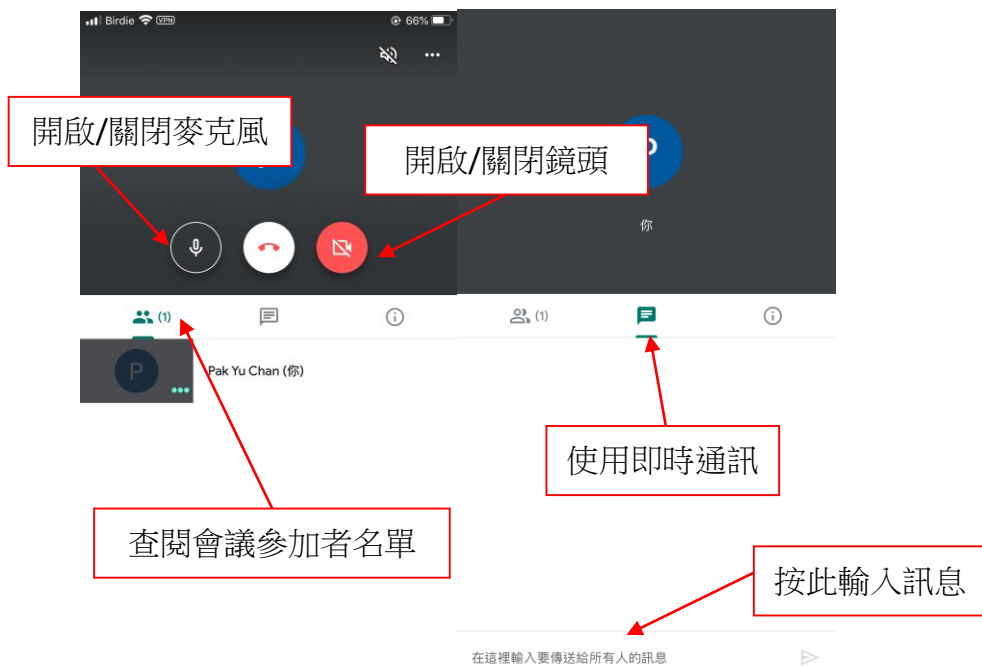 Birdie VPN 66%
開啟/關閉麥克風
開啟/關閉鏡頭
你
(1)
(1)
P
Pak Yu Chan (你)
使用即時通訊
查閱會議參加者名單
按此輸入訊息
在這裡輸入要傳送給所有人的訊息